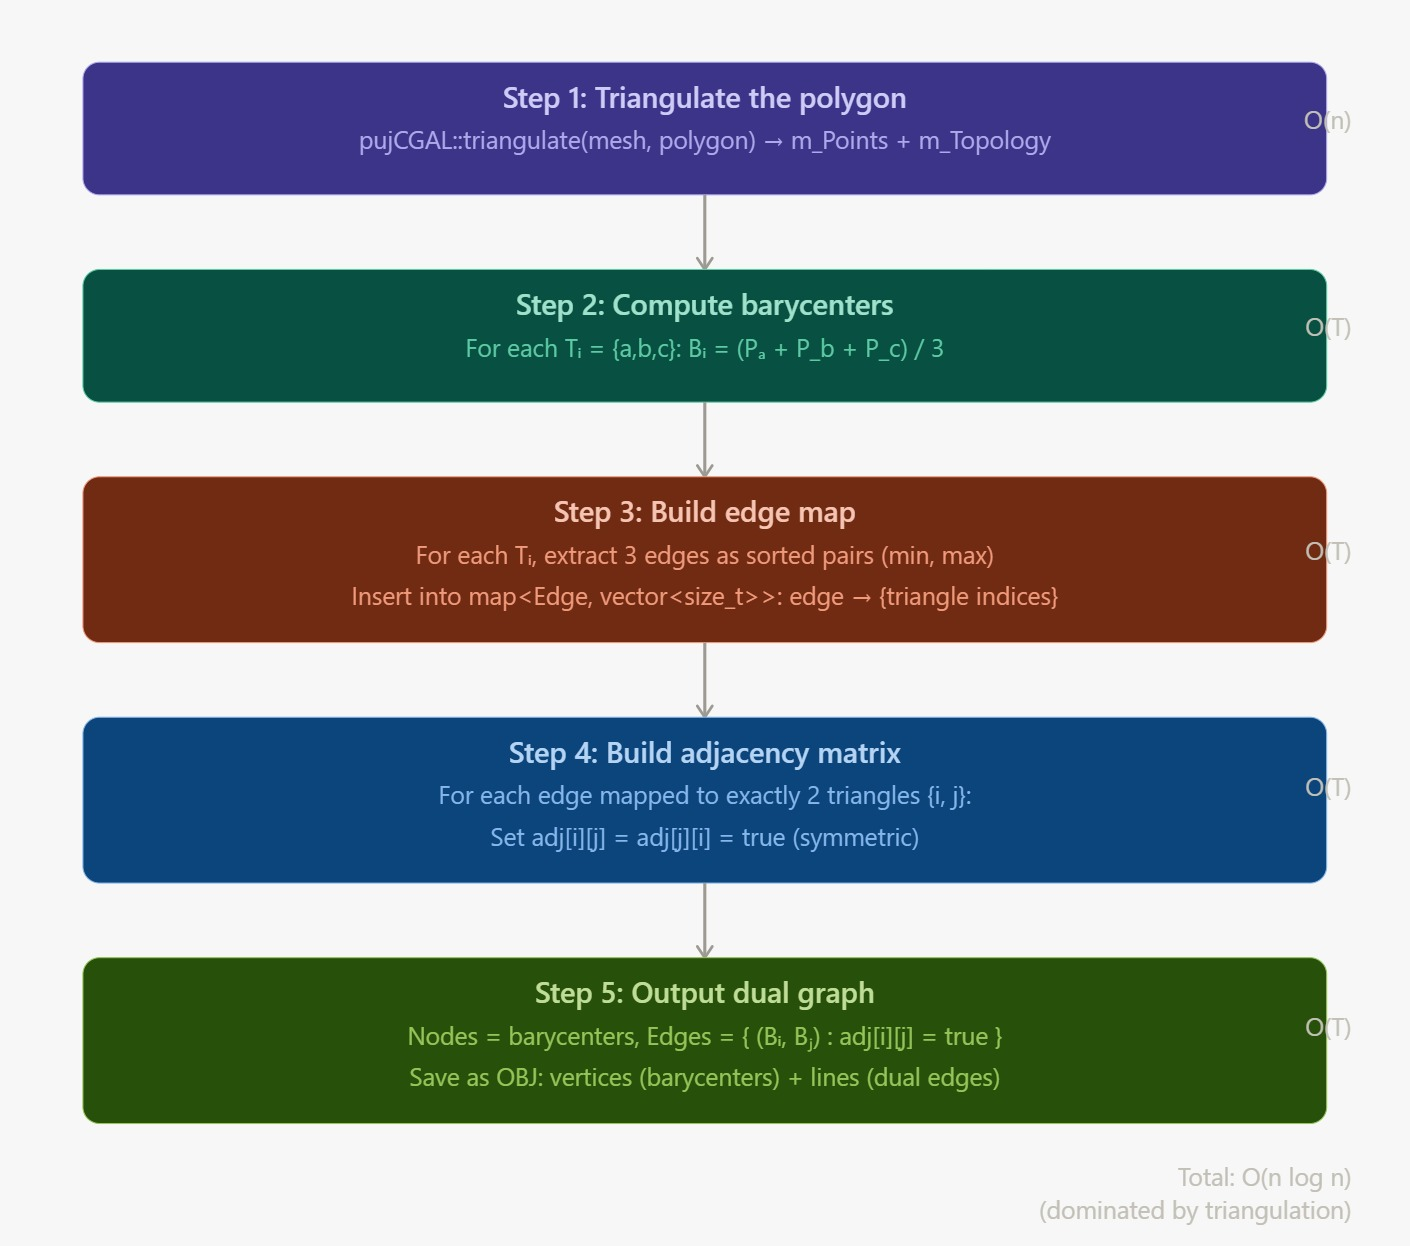 Step 1: Triangulate the polygon
O(n)
pujCGAL::triangulate(mesh, polygon) → m_Points + m_Topology
Step 2: Compute barycenters
O(T)
For each Tᵢ = {a,b,c}: Bᵢ = (Pₐ + P_b + P_c) / 3
Step 3: Build edge map
For each Tᵢ, extract 3 edges as sorted pairs (min, max)
O(T)
Insert into map<Edge, vector<size_t>>: edge → {triangle indices}
Step 4: Build adjacency matrix
For each edge mapped to exactly 2 triangles {i, j}:
O(T)
Set adj[i][j] = adj[j][i] = true (symmetric)
Step 5: Output dual graph
Nodes = barycenters, Edges = { (Bᵢ, Bⱼ) : adj[i][j] = true }
O(T)
Save as OBJ: vertices (barycenters) + lines (dual edges)
Total: O(n log n)
(dominated by triangulation)